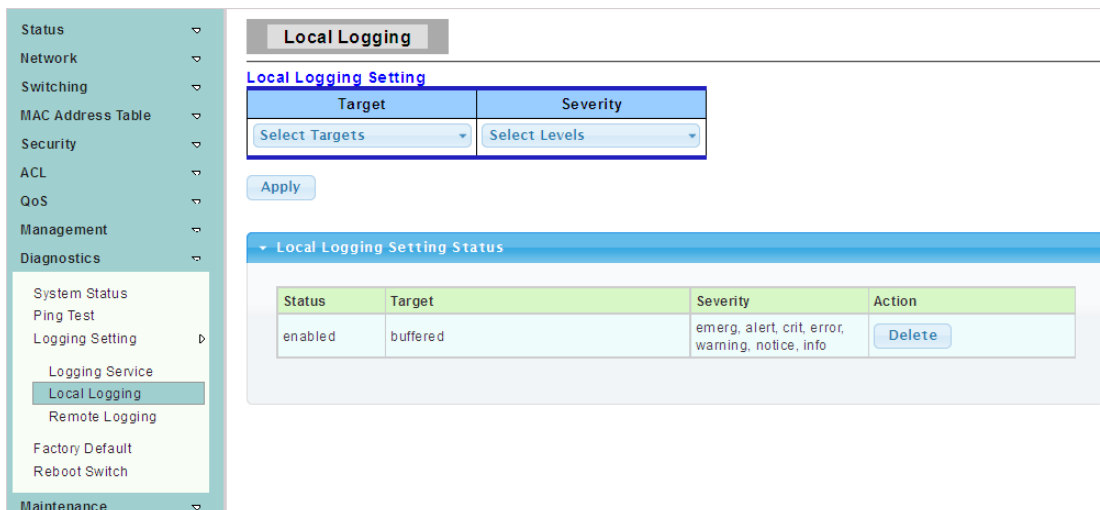 Status
Network
Switching
MAC Address Table
Security
ACL
QoS
Management
Diagnostics
System Status
Ping Test
Logging Setting
Logging Service
Local Logging
Remote Logging
Factory Default
Reboot Switch
Maintenance
Local Logging
Local Logging Setting
Target Severity
Select Targets Select Levels
Apply
Local Logging Setting Status
Status Target Severity Action
enabled buffered emerg, alert, crit, error, Delete
warning, notice, info